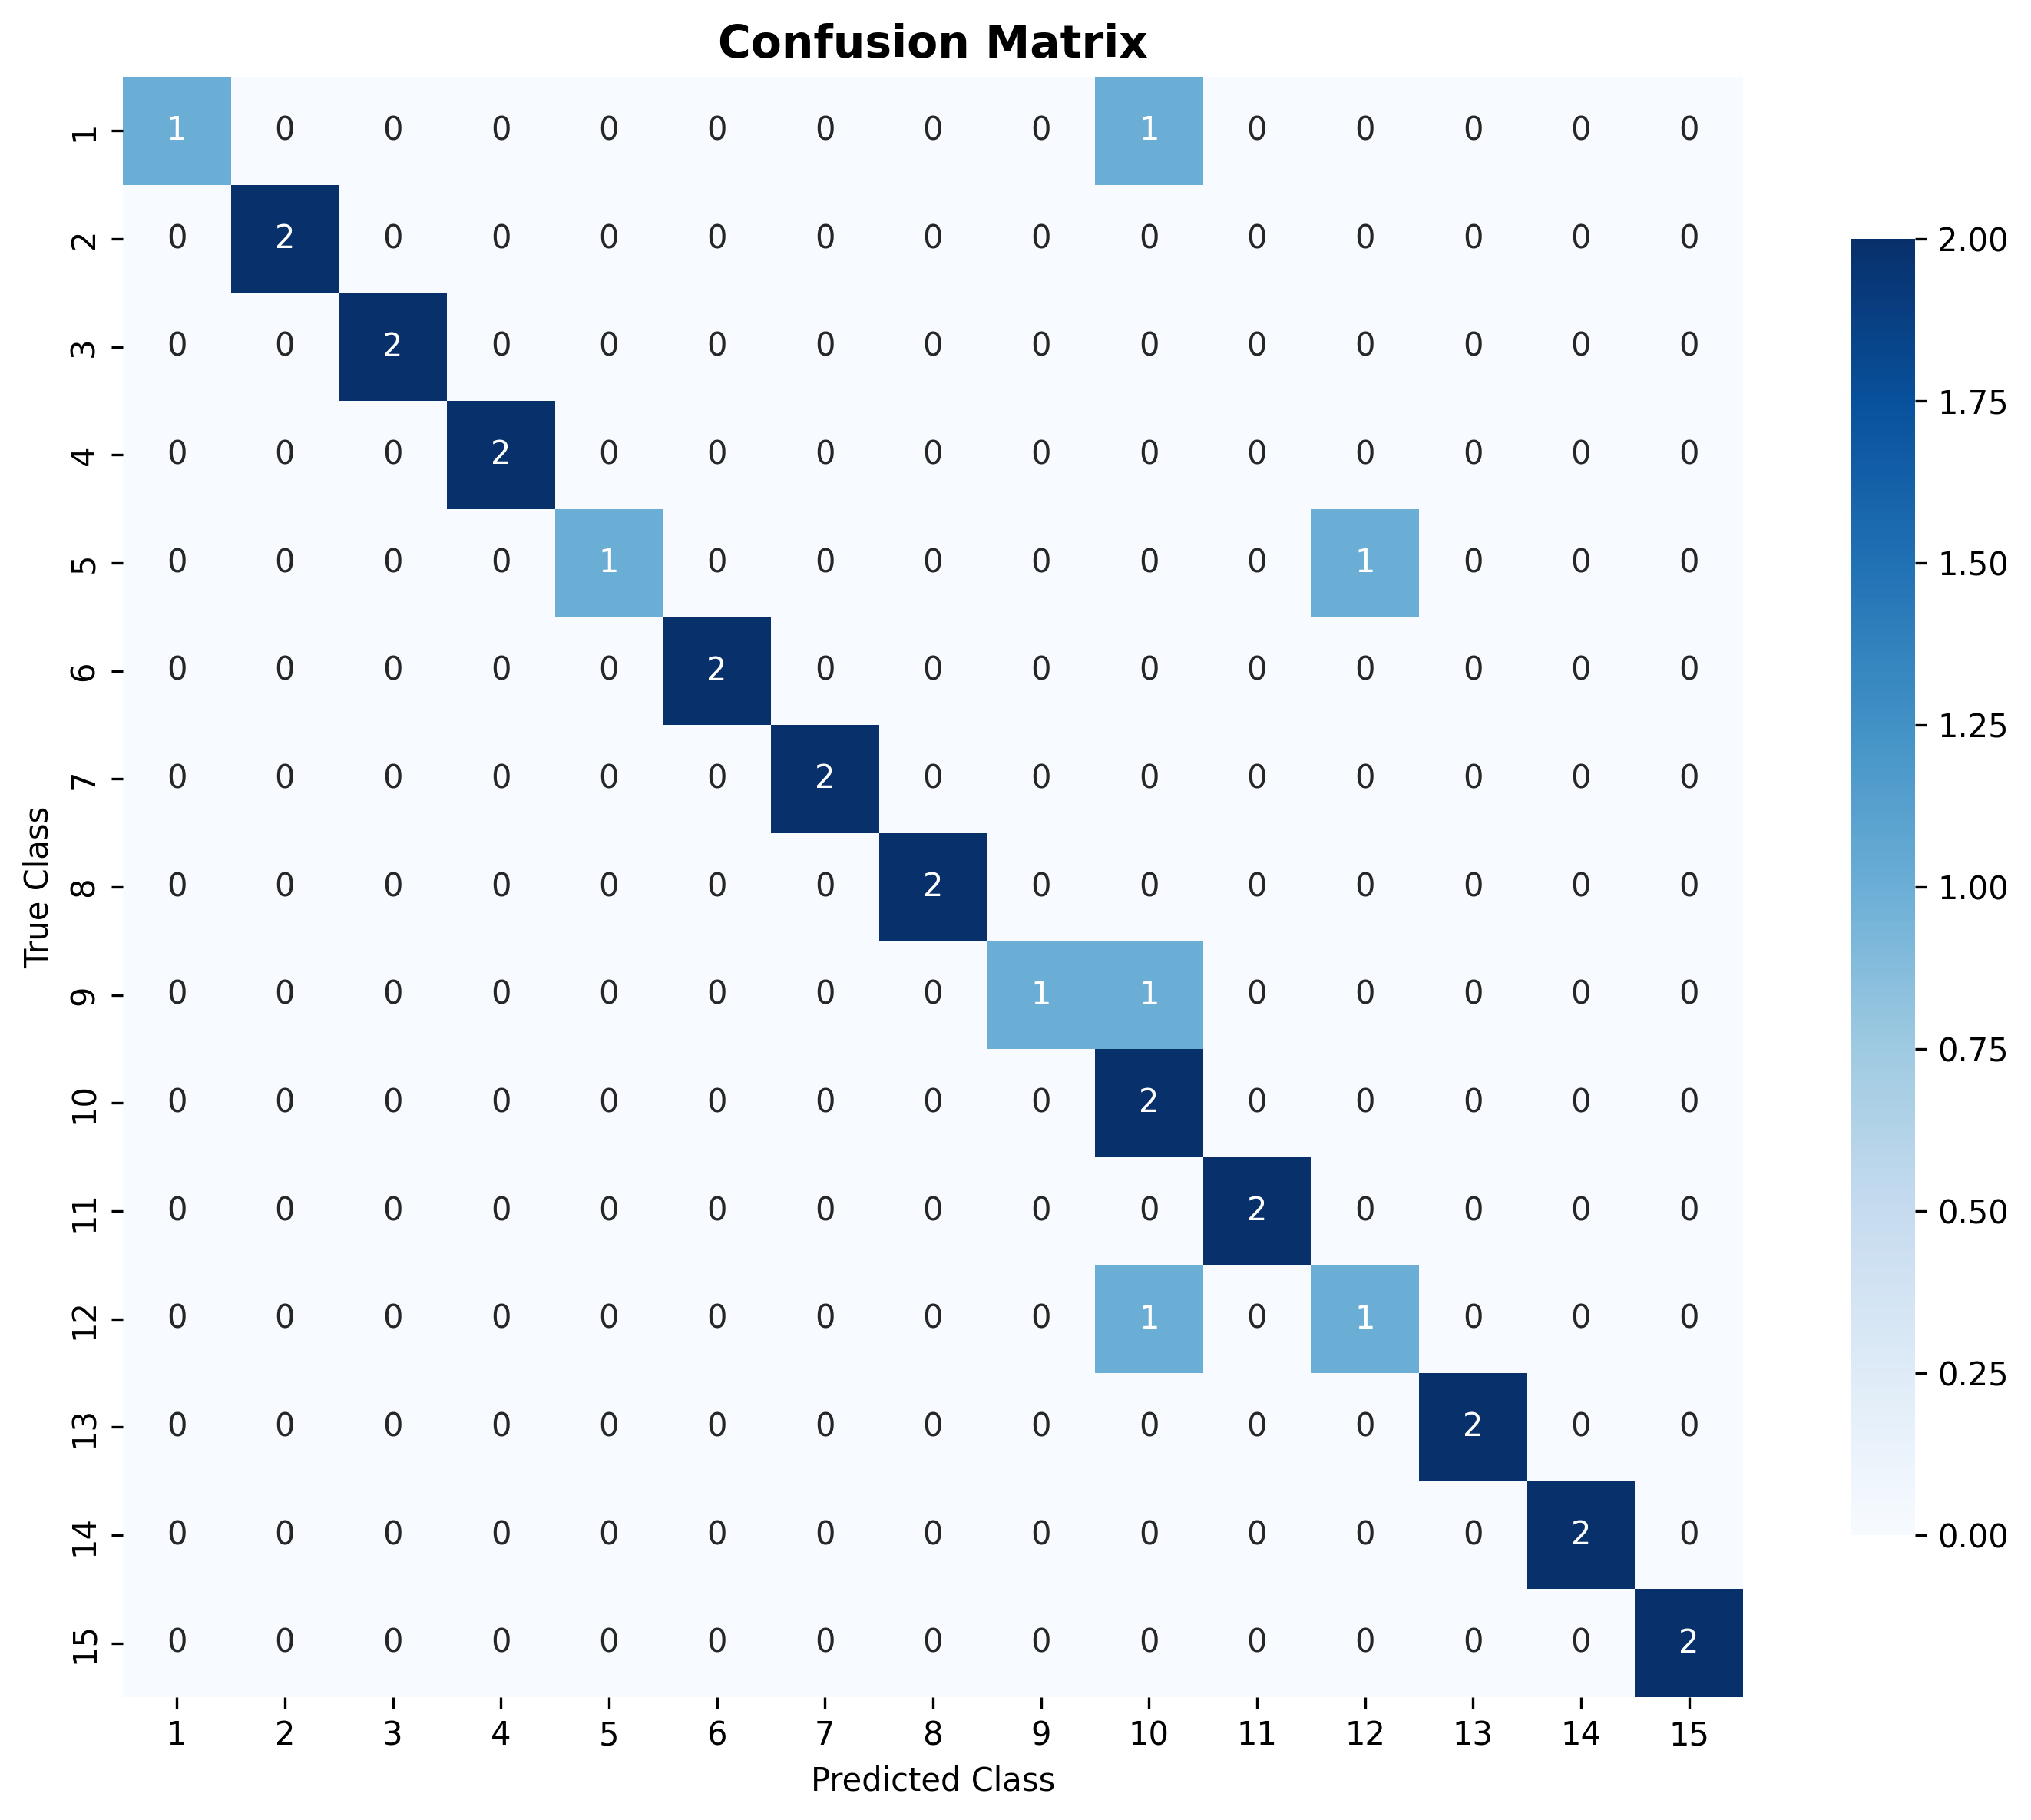 Confusion Matrix
1 1 0 0 0 0 0 0 0 0 1 0 0 0 0 0
2 0 2 0 0 0 0 0 0 0 0 0 0 0 0 0
3 0 0 2 0 0 0 0 0 0 0 0 0 0 0 0
4 0 0 0 2 0 0 0 0 0 0 0 0 0 0 0
5 0 0 0 0 1 0 0 0 0 0 0 1 0 0 0
6 0 0 0 0 0 2 0 0 0 0 0 0 0 0 0
7 0 0 0 0 0 0 2 0 0 0 0 0 0 0 0
8 0 0 0 0 0 0 0 2 0 0 0 0 0 0 0
9 0 0 0 0 0 0 0 0 1 1 0 0 0 0 0
10 0 0 0 0 0 0 0 0 0 2 0 0 0 0 0
11 0 0 0 0 0 0 0 0 0 0 2 0 0 0 0
12 0 0 0 0 0 0 0 0 0 1 0 1 0 0 0
13 0 0 0 0 0 0 0 0 0 0 0 0 2 0 0
14 0 0 0 0 0 0 0 0 0 0 0 0 0 2 0
15 0 0 0 0 0 0 0 0 0 0 0 0 0 0 2
1 2 3 4 5 6 7 8 9 10 11 12 13 14 15
Predicted Class
True Class
2.00
1.75
1.50
1.25
1.00
0.75
0.50
0.25
0.00